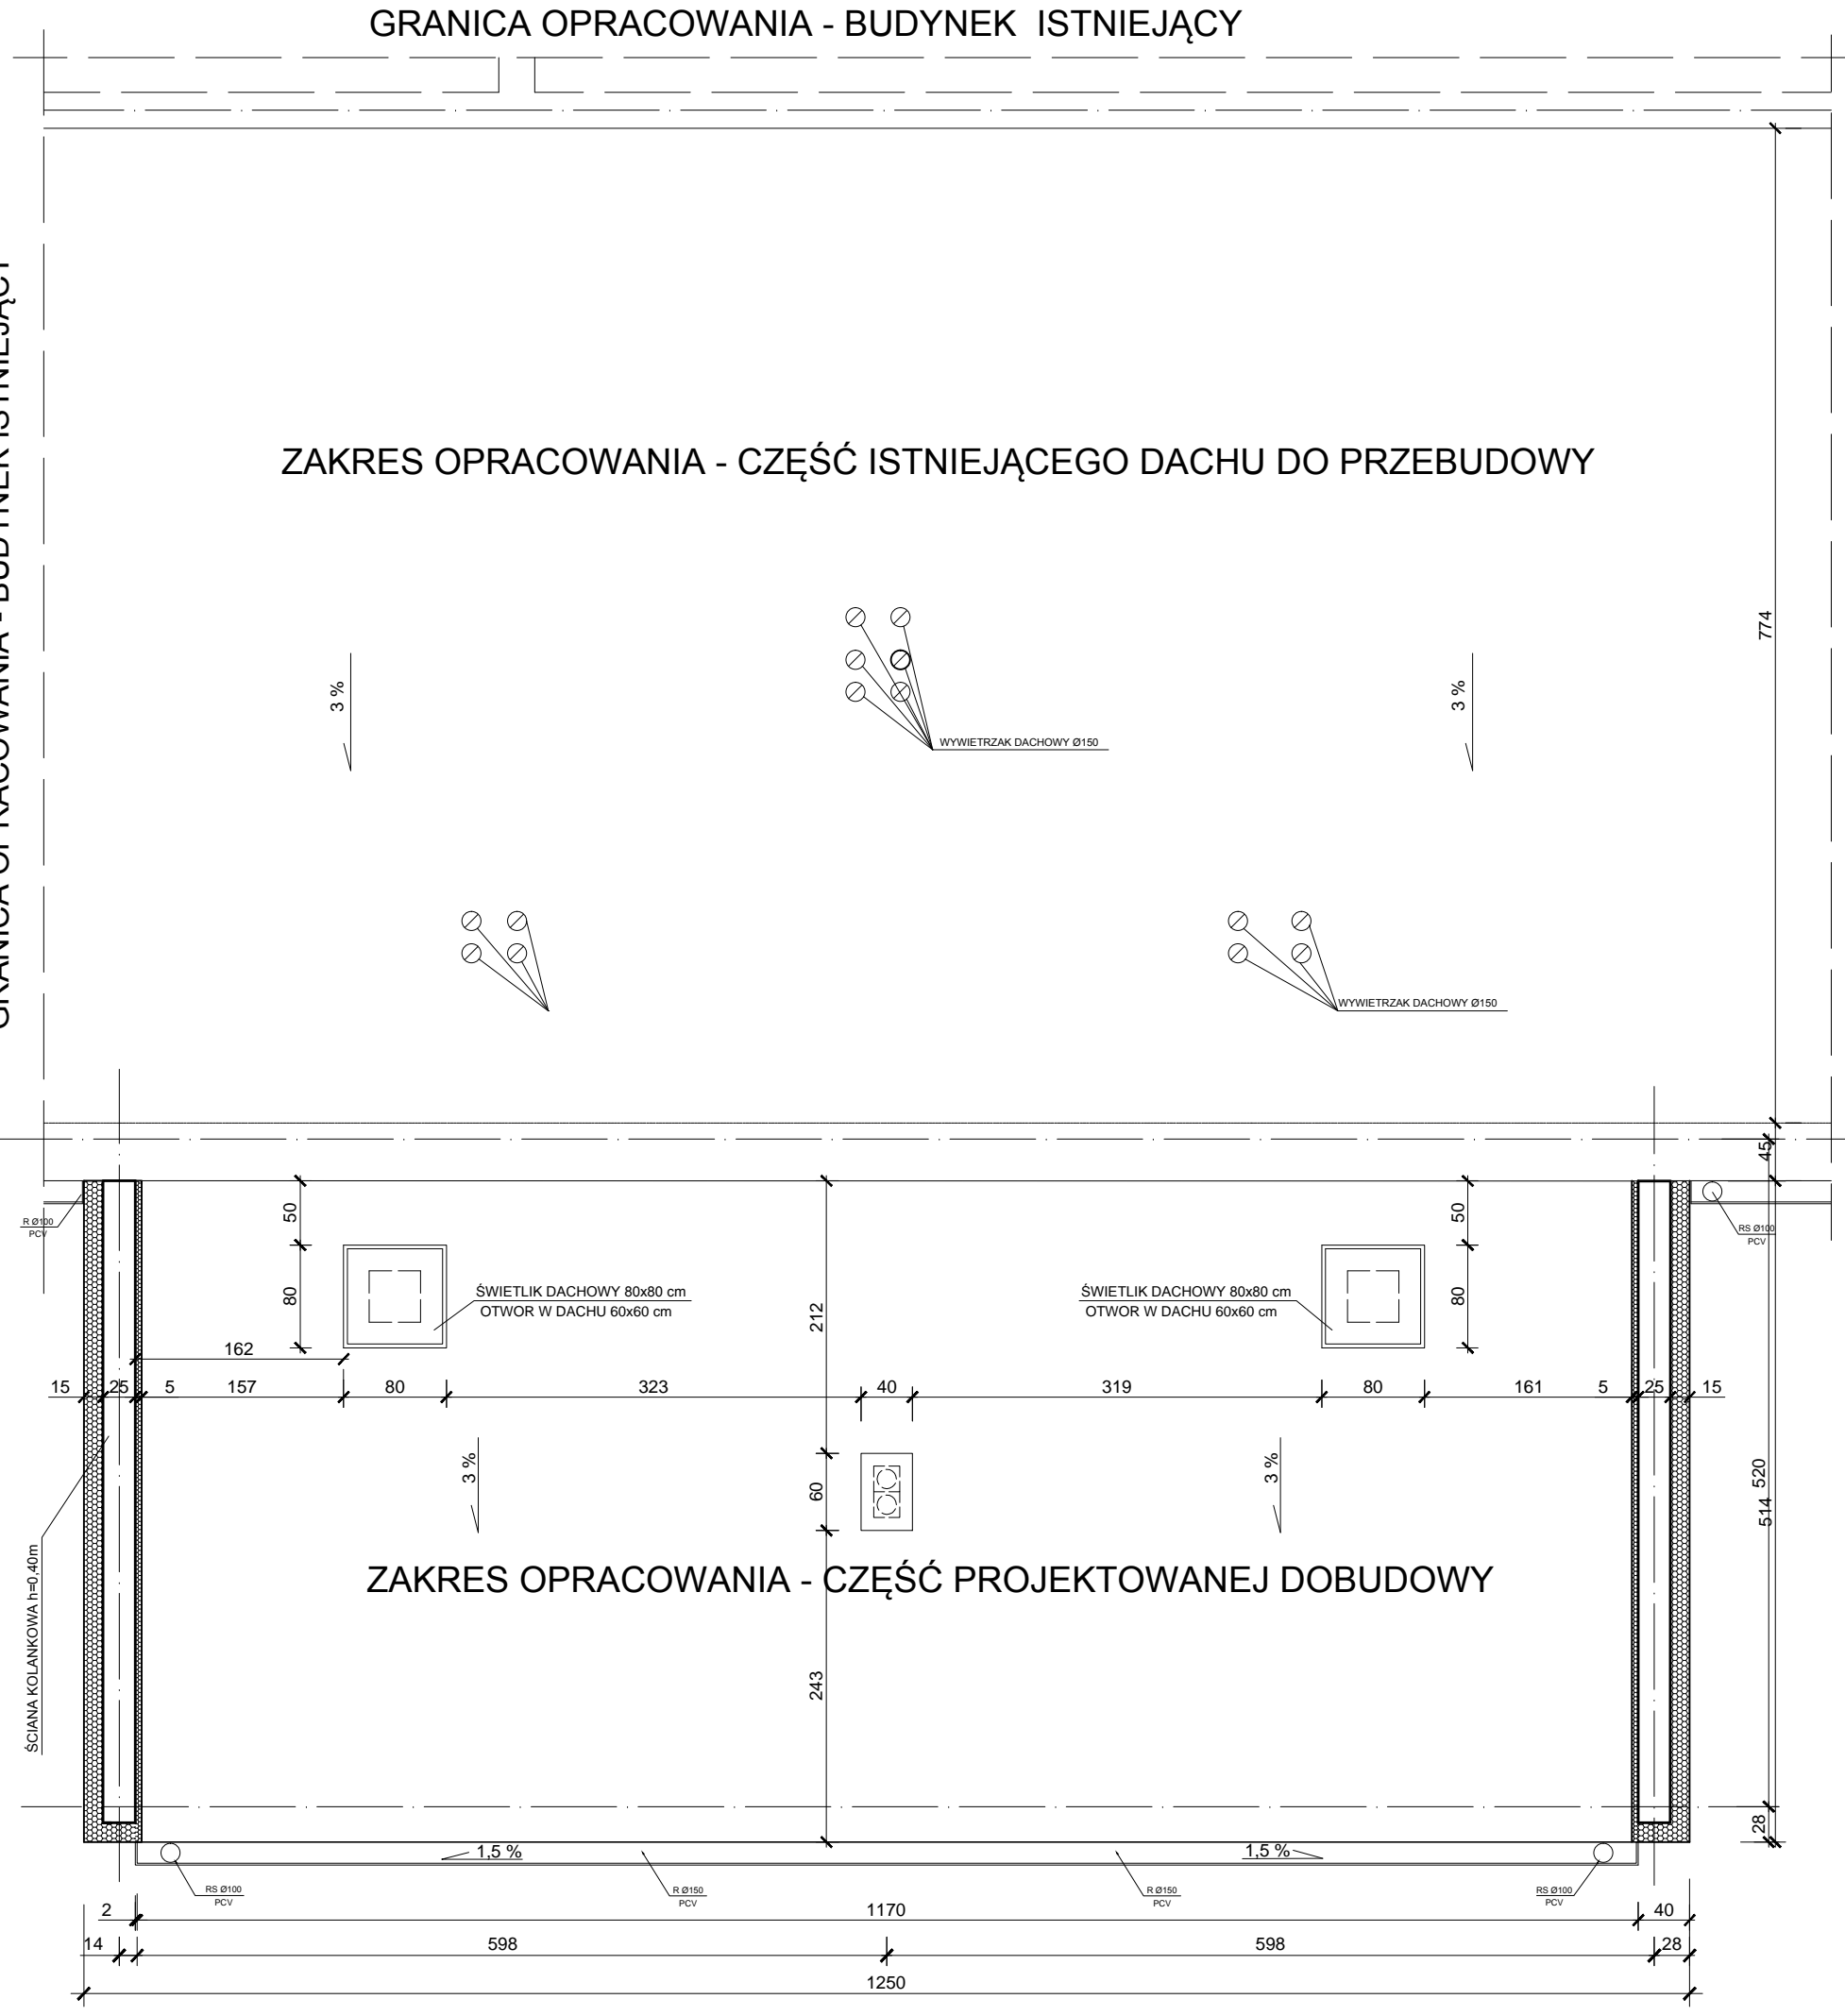 GRANICA OPRACOWANIA - BUDYNEK ISTNIEJĄCY
GRANICA OPRACOWANIA - BUDYNEK ISTNIEJĄCY
ZAKRES OPRACOWANIA - CZĘŚĆ ISTNIEJĄCEGO DACHU DO PRZEBUDOWY
774
3 %
3 %
WYWIETRZAK DACHOWY Ø150
WYWIETRZAK DACHOWY Ø150
45
R Ø100
PCV
RS Ø100
PCV
50
50
80
80
ŚWIETLIK DACHOWY 80x80 cm
OTWOR W DACHU 60x60 cm
ŚWIETLIK DACHOWY 80x80 cm
OTWOR W DACHU 60x60 cm
212
162
15 25 5 157 80 323 40 319 80 161 5 25 15
3 %
60
3 %
520
514
ŚCIANA KOLANKOWA h=0,40m
ZAKRES OPRACOWANIA - CZĘŚĆ PROJEKTOWANEJ DOBUDOWY
243
28
1,5 %
1,5 %
RS Ø100
PCV
R Ø150
PCV
R Ø150
PCV
RS Ø100
PCV
2 1170 40
14 598 598 28
1250